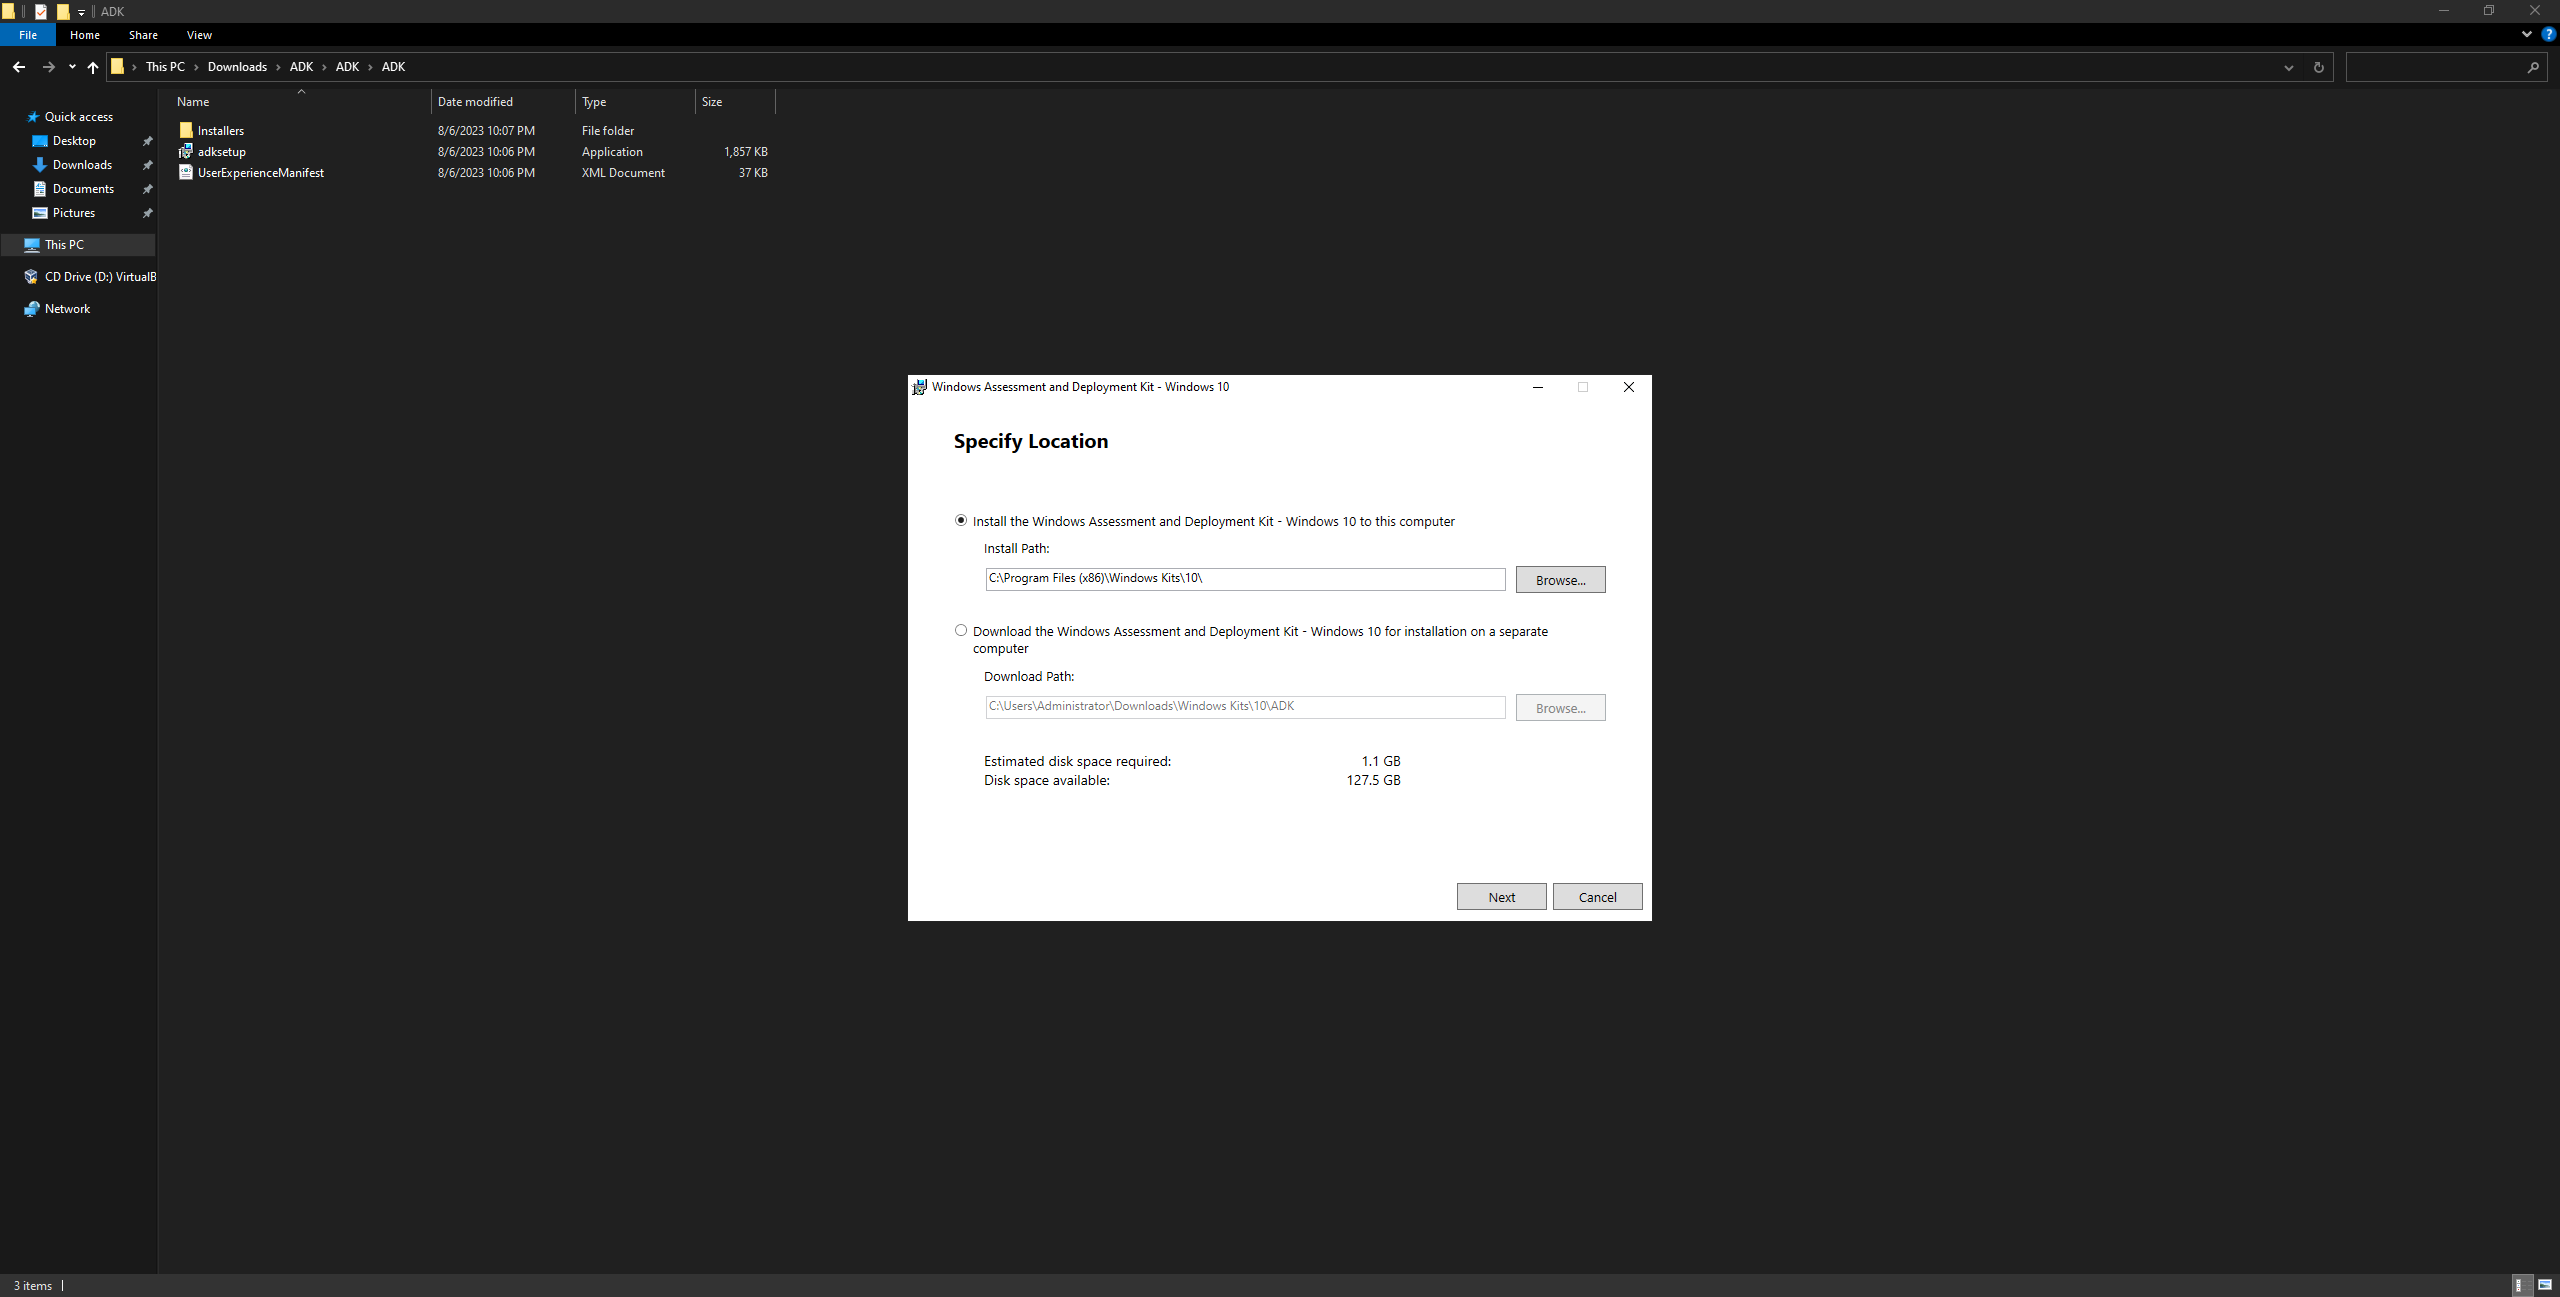 ADK
File Home Share View
This PC Downloads ADK ADK ADK
Name Date modified Type Size
Quick access
Desktop
Downloads
Documents
Pictures
This PC
CD Drive (D:) VirtualB
Network
Installers 8/6/2023 10:07 PM File folder
adksetup 8/6/2023 10:06 PM Application 1,857 KB
UserExperienceManifest 8/6/2023 10:06 PM XML Document 37 KB
Windows Assessment and Deployment Kit - Windows 10
Specify Location
Install the Windows Assessment and Deployment Kit - Windows 10 to this computer
Install Path:
C:\Program Files (x86)\Windows Kits\10\ Browse...
Download the Windows Assessment and Deployment Kit - Windows 10 for installation on a separate
computer
Download Path:
C:\Users\Administrator\Downloads\Windows Kits\10\ADK Browse...
Estimated disk space required: 1.1 GB
Disk space available: 127.5 GB
Next Cancel
3 items